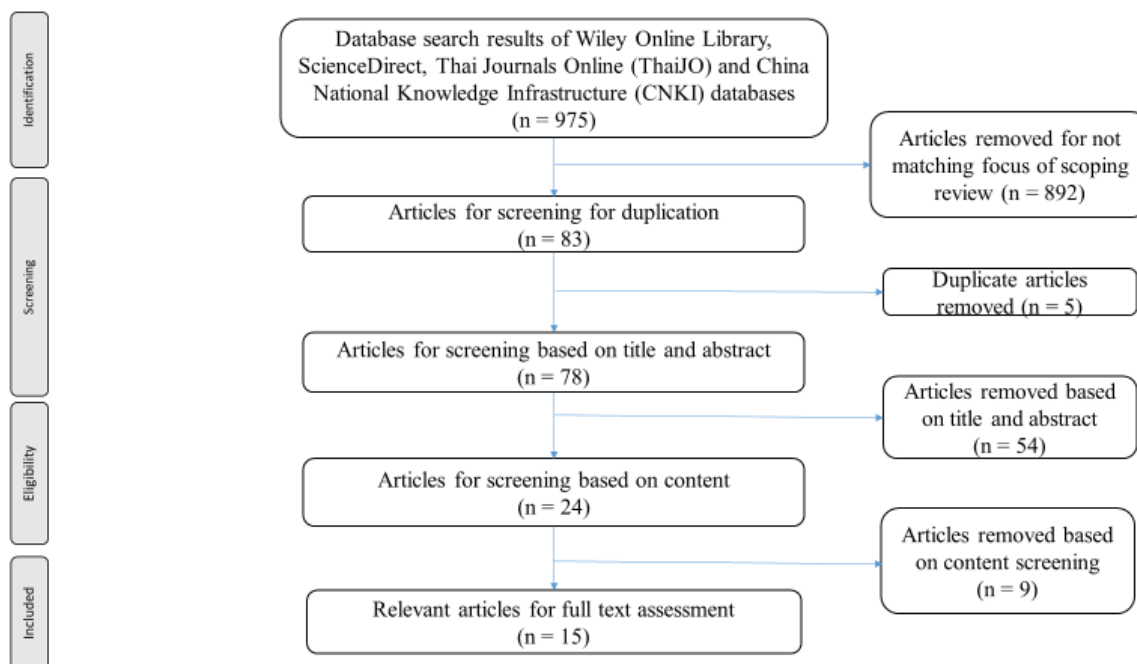 Identification
Database search results of Wiley Online Library,
ScienceDirect, Thai Journals Online (ThaiJO) and China
National Knowledge Infrastructure (CNKI) databases
(n = 975)
Articles removed for not
matching focus of scoping
review (n = 892)
Screening
Articles for screening for duplication
(n = 83)
Duplicate articles
removed (n = 5)
Articles for screening based on title and abstract
(n = 78)
Articles removed based
on title and abstract
(n = 54)
Eligibility
Articles for screening based on content
(n = 24)
Articles removed based
on content screening
(n = 9)
Included
Relevant articles for full text assessment
(n = 15)